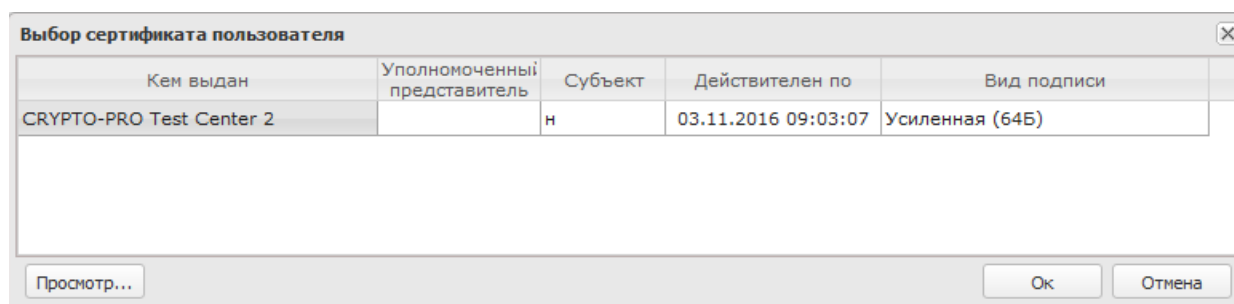 Выбор сертификата пользователя
Кем выдан Уполномоченный представитель Субъект Действителен по Вид подписи
CRYPTO-PRO Test Center 2 н 03.11.2016 09:03:07 Усиленная (64Б)
Просмотр... Ок Отмена